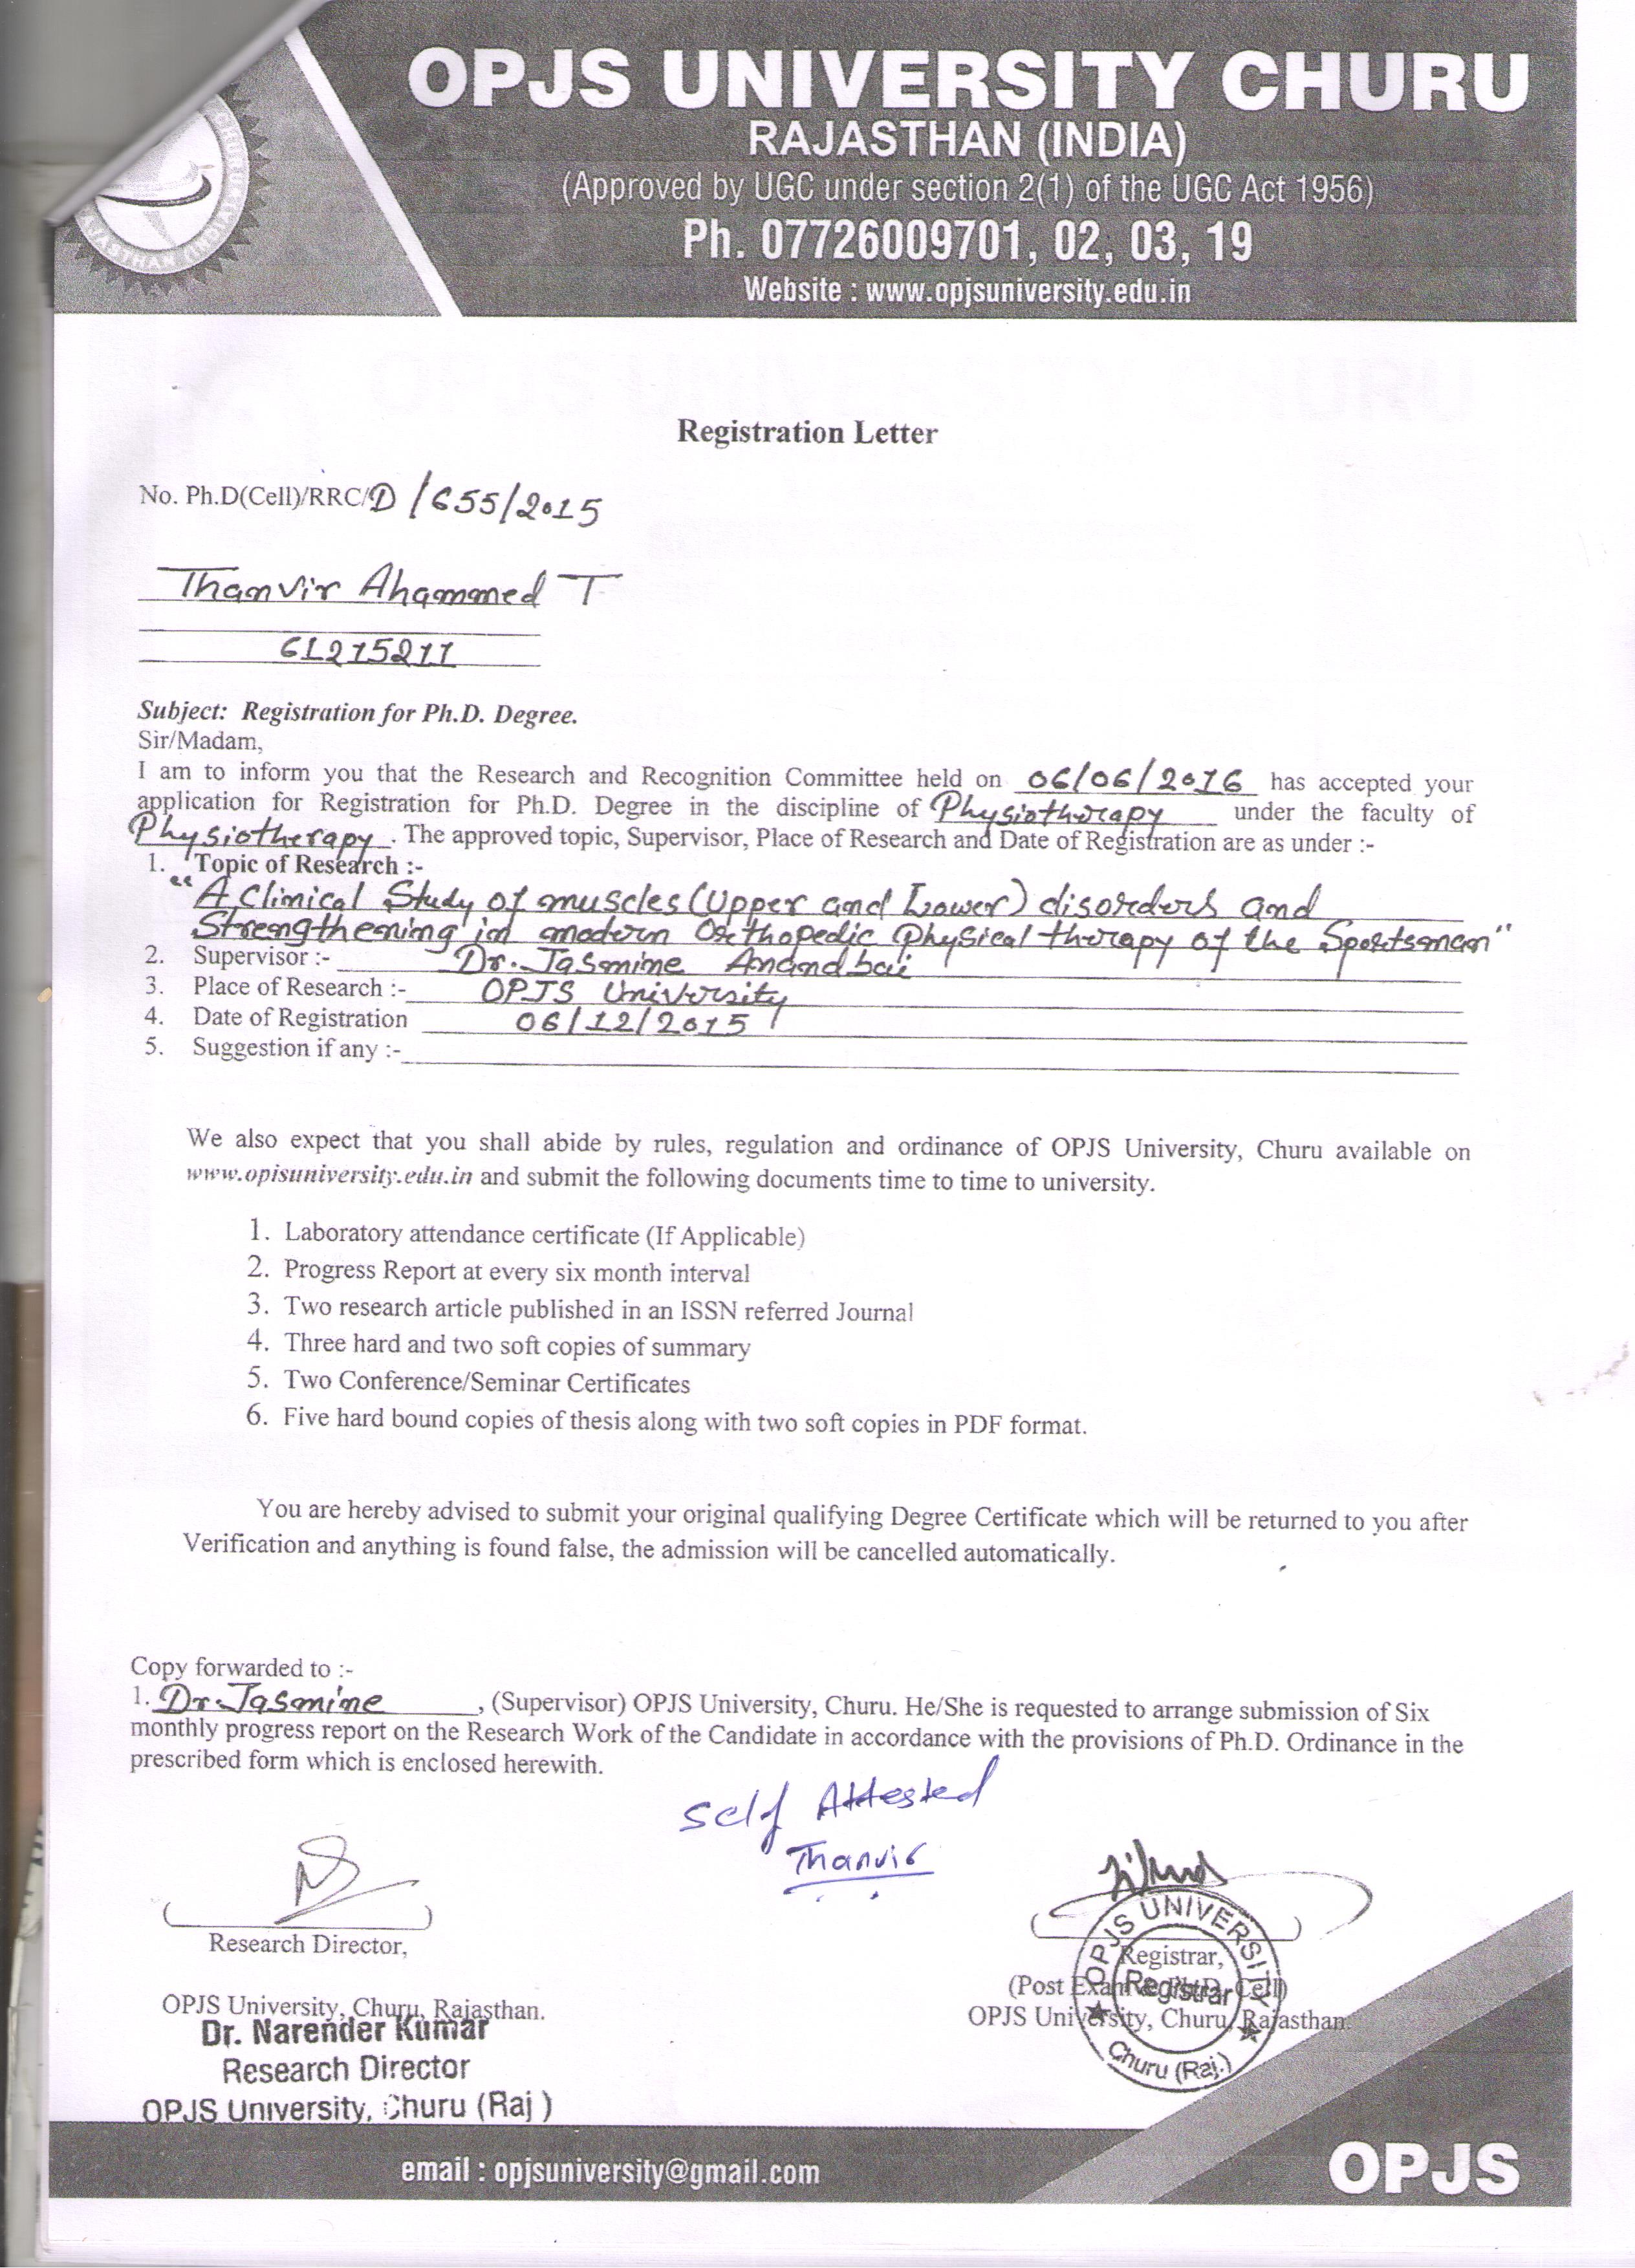 OPJS UNIVERSITY CHURU
RAJASTHAN (INDIA)
(Approved by UGC under section 2(1) of the UGC Act 1956)
Ph. 07726009701, 02, 03, 19
Website : www.opjsuniversity.edu.in
RAJASTHAN (INDIA)
Registration Letter
No. Ph.D(Cell)/RRC/D/655/2015
Thanvir Ahammed T
61215211
Subject: Registration for Ph.D. Degree.
Sir/Madam,
I am to inform you that the Research and Recognition Committee held on 06/06/2016 has accepted your
application for Registration for Ph.D. Degree in the discipline of Physiotherapy under the faculty of
Physiotherapy. The approved topic, Supervisor, Place of Research and Date of Registration are as under :-
1. Topic of Research :-
"A Clinical Study of muscles (Upper and Lower) disorders and
Strengthening in modern Orthopedic Physical therapy of the Sportsman"
2. Supervisor :- Dr. Jasmine Anandbai
3. Place of Research :- OPJS University
4. Date of Registration 06/12/2015
5. Suggestion if any :-
We also expect that you shall abide by rules, regulation and ordinance of OPJS University, Churu available on
www.opisuniversity.edu.in and submit the following documents time to time to university.
1. Laboratory attendance certificate (If Applicable)
2. Progress Report at every six month interval
3. Two research article published in an ISSN referred Journal
4. Three hard and two soft copies of summary
5. Two Conference/Seminar Certificates
6. Five hard bound copies of thesis along with two soft copies in PDF format.
You are hereby advised to submit your original qualifying Degree Certificate which will be returned to you after
Verification and anything is found false, the admission will be cancelled automatically.
Copy forwarded to :-
1. Dr. Jasmine , (Supervisor) OPJS University, Churu. He/She is requested to arrange submission of Six
monthly progress report on the Research Work of the Candidate in accordance with the provisions of Ph.D. Ordinance in the
prescribed form which is enclosed herewith.
Self Attested
Thanvir
Research Director,
OPJS University, Churu, Rajasthan.
Dr. Narender Kumar
Research Director
OPJS University, Churu (Raj )
Registrar,
(Post Exam & Ph.D. Cell)
OPJS University, Churu, Rajasthan.
OPJS UNIVERSITY
Registrar
Churu (Raj.)
email : opjsuniversity@gmail.com
OPJS